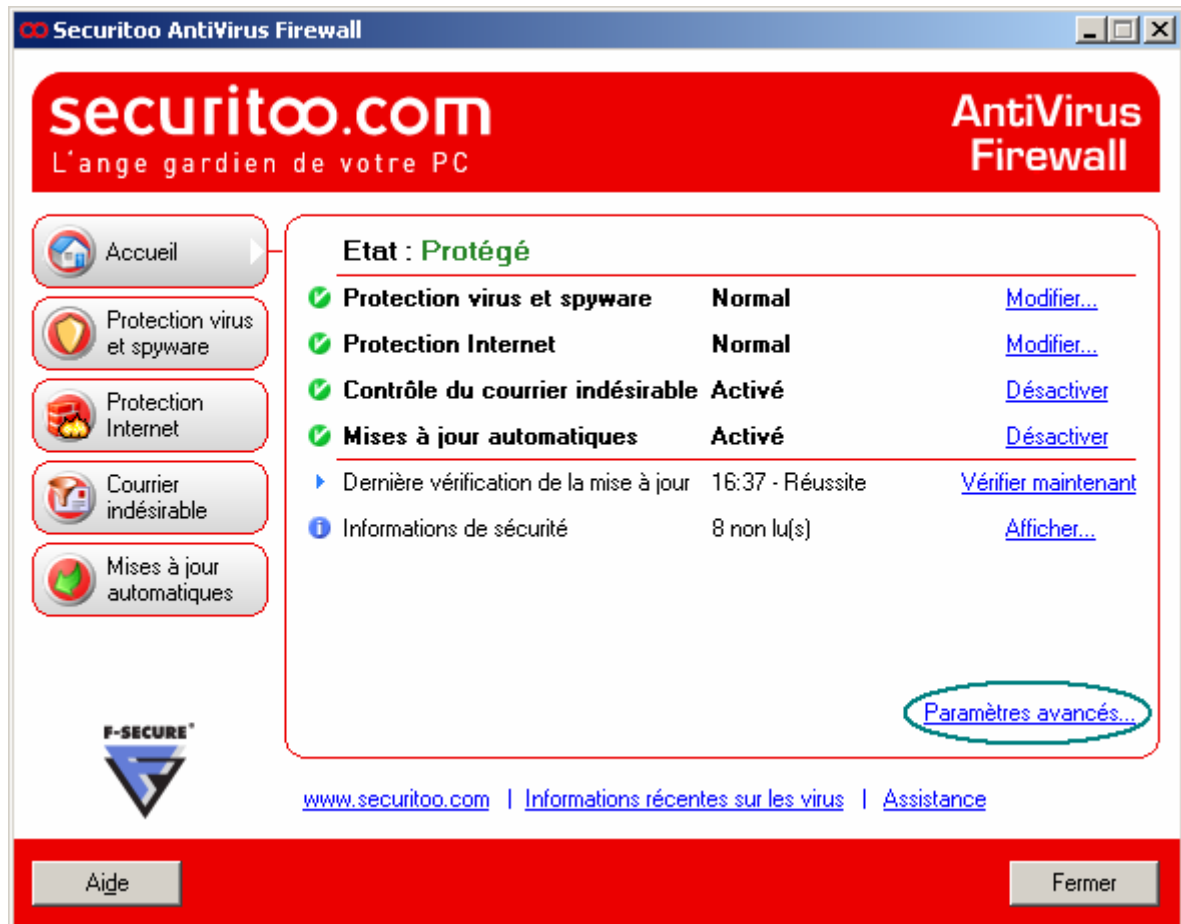 Securitoo AntiVirus Firewall
securitoo.com
L'ange gardien de votre PC
AntiVirus
Firewall
Accueil
Protection virus
et spyware
Protection
Internet
Courrier
indésirable
Mises à jour
automatiques
Etat : Protégé
Protection virus et spyware Normal Modifier...
Protection Internet Normal Modifier...
Contrôle du courrier indésirable Activé Désactiver
Mises à jour automatiques Activé Désactiver
Dernière vérification de la mise à jour 16:37 - Réussite Vérifier maintenant
Informations de sécurité 8 non lu(s) Afficher...
Paramètres avancés...
F-SECURE®
www.securitoo.com | Informations récentes sur les virus | Assistance
Aide
Fermer